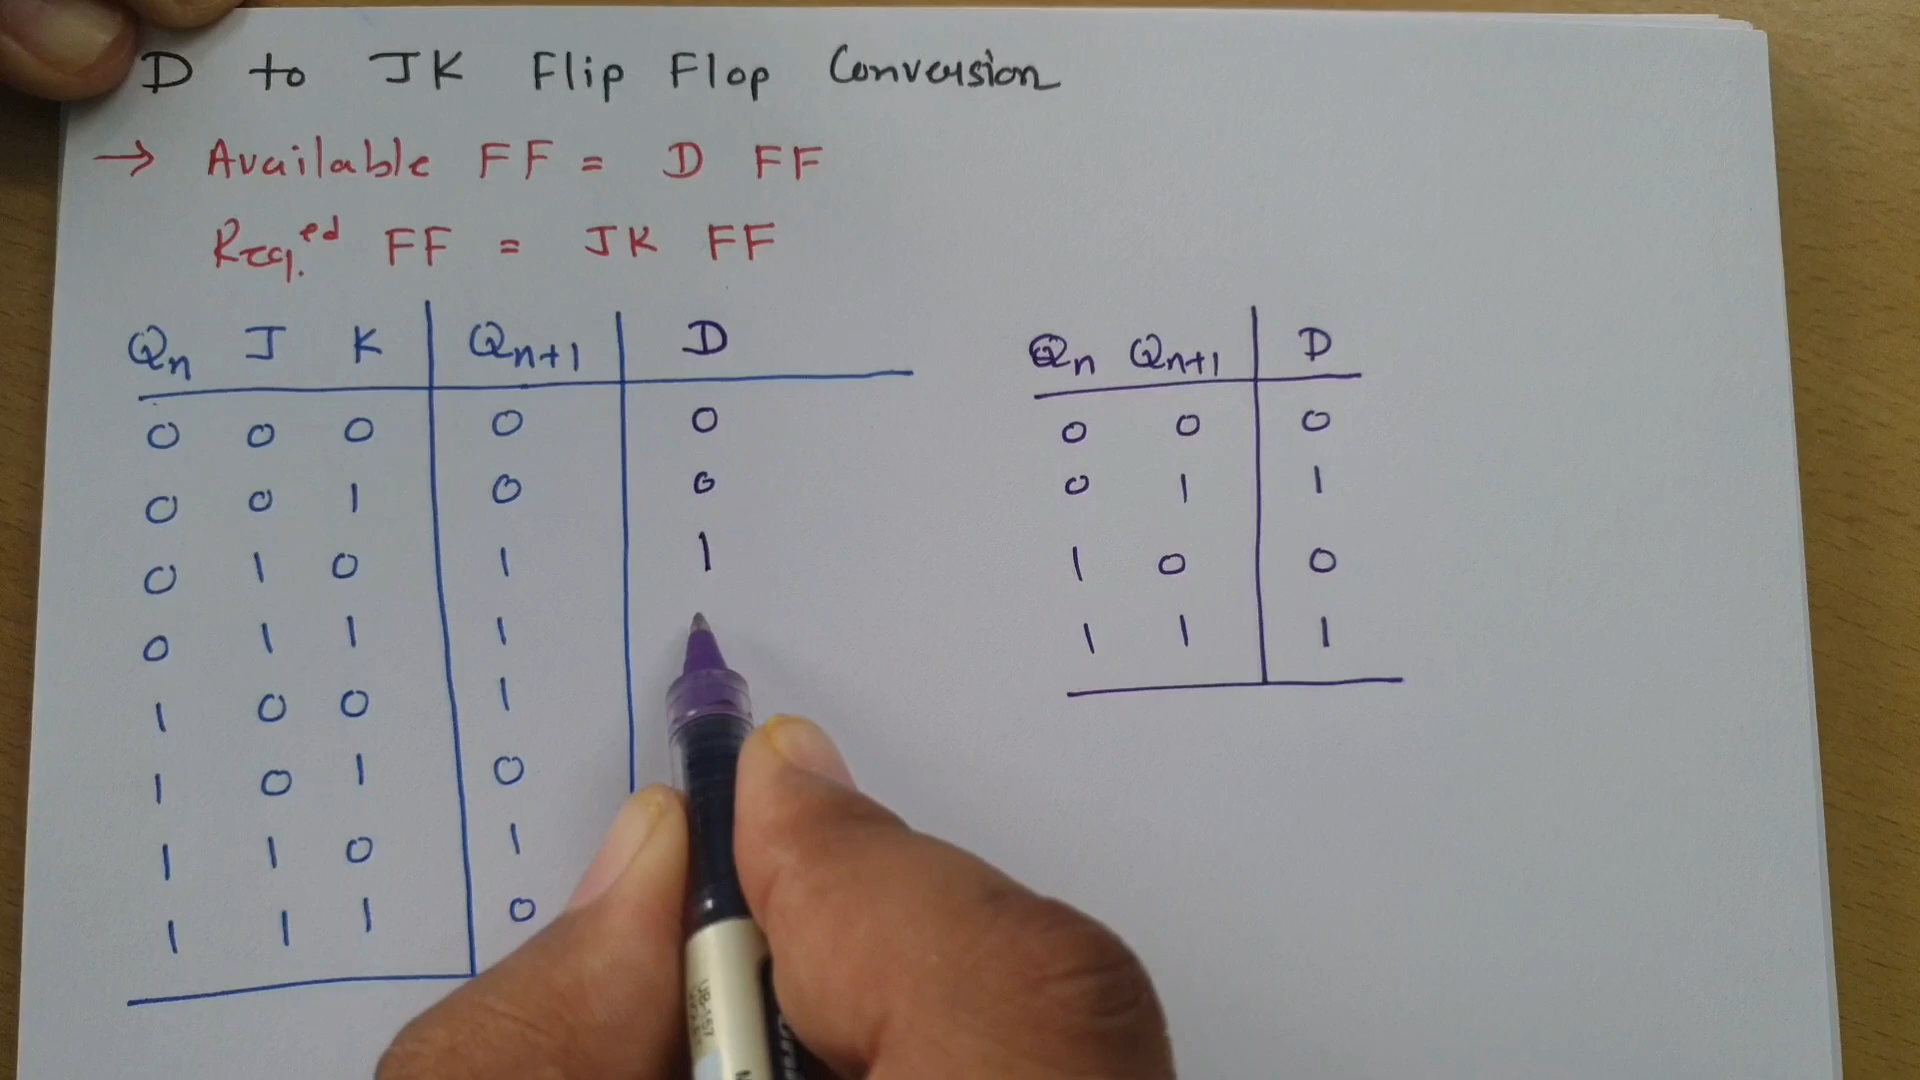 D to JK Flip Flop Conversion
→ Available FF = D FF
Req.ed FF = JK FF
Qn J K Qn+1 D
0 0 0 0 0
0 0 1 0 0
0 1 0 1 1
0 1 1 1
1 0 0 1
1 0 1 0
1 1 0 1
1 1 1 0
Qn Qn+1 D
0 0 0
0 1 1
1 0 0
1 1 1